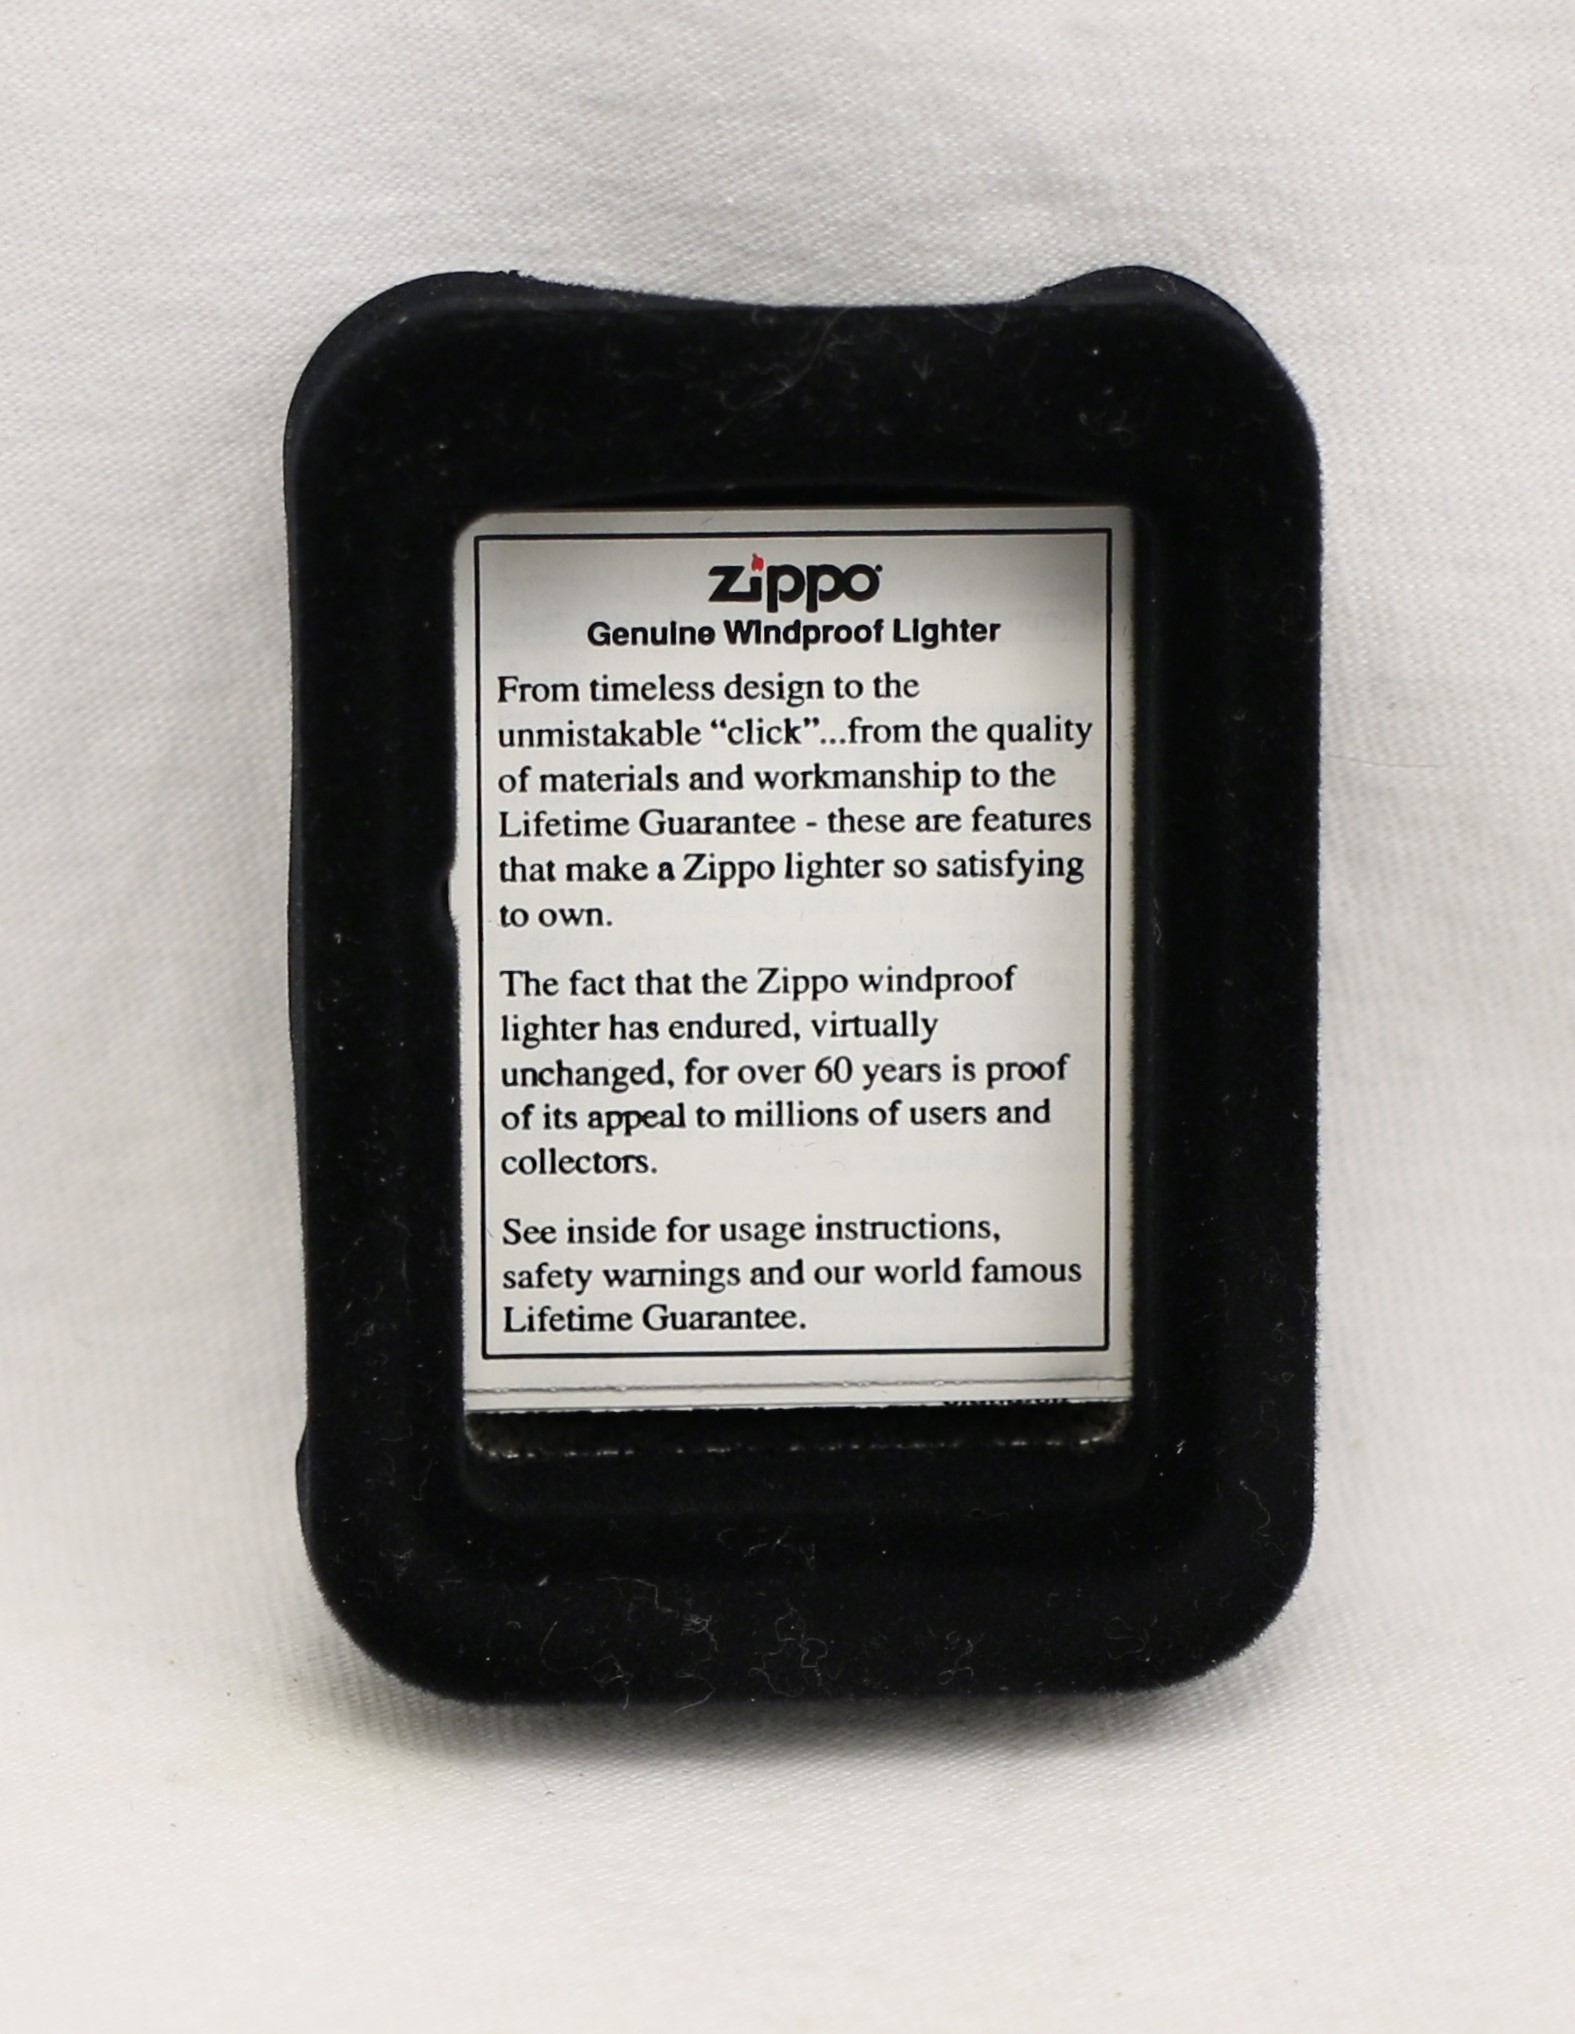 zippo
Genuine Windproof Lighter
From timeless design to the
unmistakable “click”...from the quality
of materials and workmanship to the
Lifetime Guarantee - these are features
that make a Zippo lighter so satisfying
to own.
The fact that the Zippo windproof
lighter has endured, virtually
unchanged, for over 60 years is proof
of its appeal to millions of users and
collectors.
See inside for usage instructions,
safety warnings and our world famous
Lifetime Guarantee.